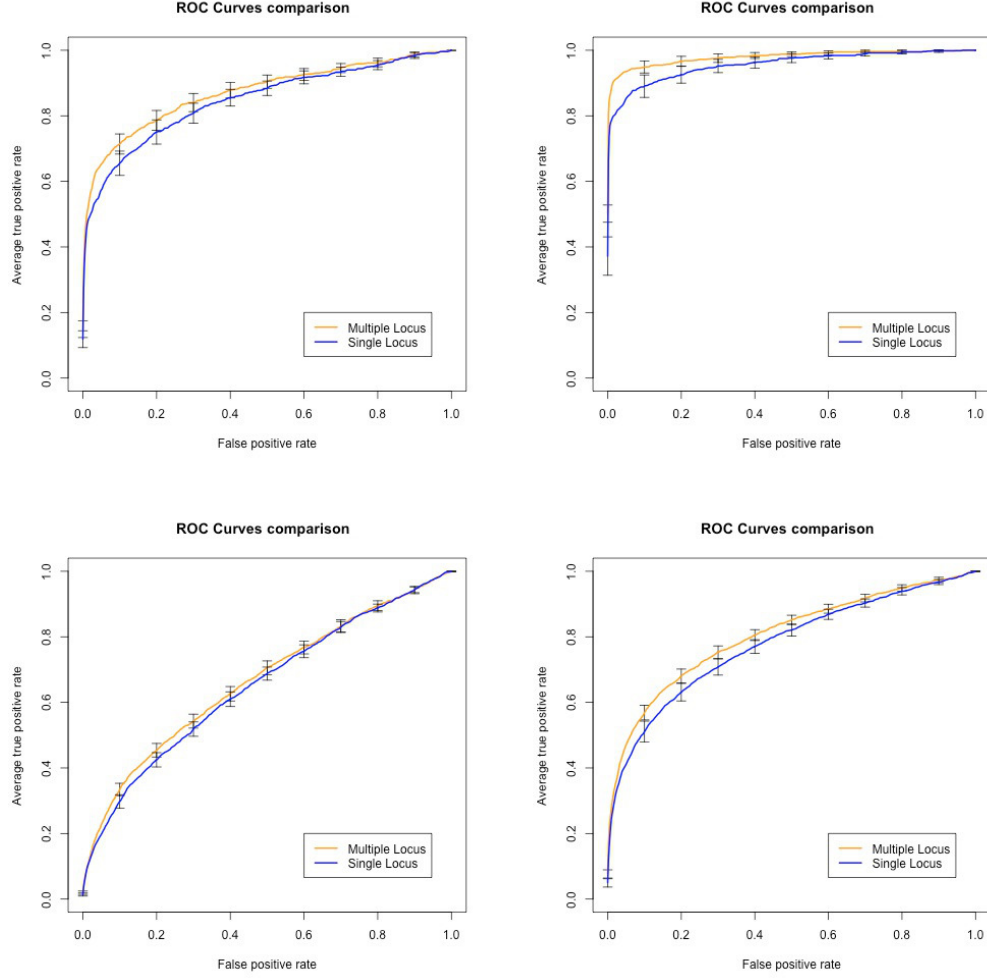 ROC Curves comparison
Average true positive rate
1.0
0.8
0.6
0.4
0.2
0.0
Multiple Locus
Single Locus
0.0 0.2 0.4 0.6 0.8 1.0
False positive rate
ROC Curves comparison
Average true positive rate
1.0
0.8
0.6
0.4
0.2
0.0
Multiple Locus
Single Locus
0.0 0.2 0.4 0.6 0.8 1.0
False positive rate
ROC Curves comparison
Average true positive rate
1.0
0.8
0.6
0.4
0.2
0.0
Multiple Locus
Single Locus
0.0 0.2 0.4 0.6 0.8 1.0
False positive rate
ROC Curves comparison
Average true positive rate
1.0
0.8
0.6
0.4
0.2
0.0
Multiple Locus
Single Locus
0.0 0.2 0.4 0.6 0.8 1.0
False positive rate